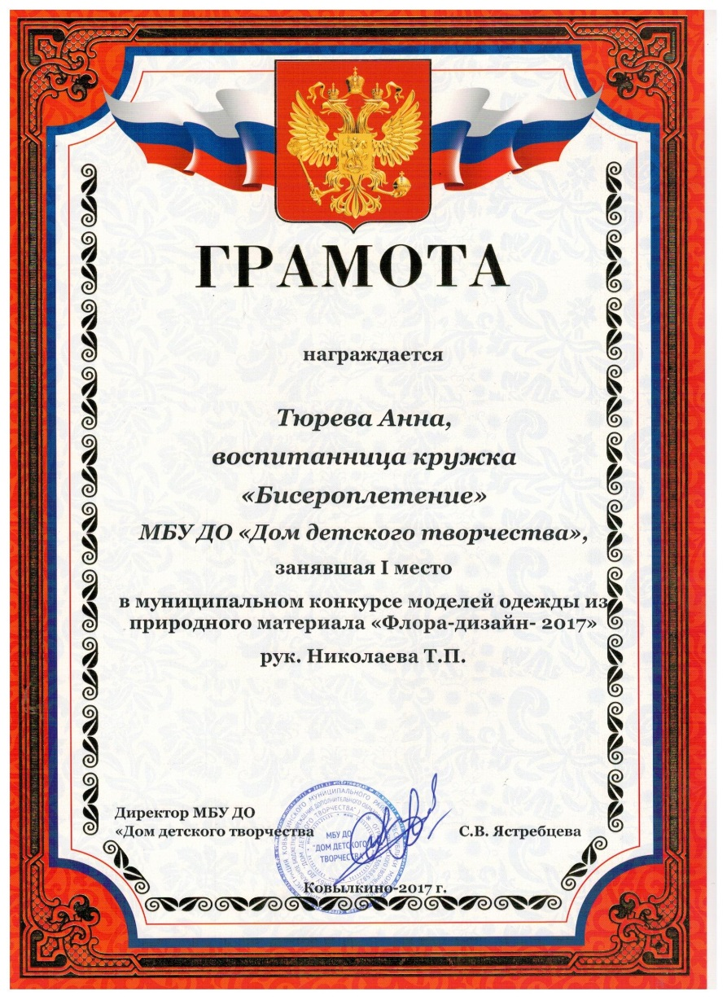 ГРАМОТА
награждается
Тюрева Анна,
воспитанница кружка
«Бисероплетение»
МБУ ДО «Дом детского творчества»,
занявшая I место
в муниципальном конкурсе моделей одежды из
природного материала «Флора-дизайн- 2017»
рук. Николаева Т.П.
Директор МБУ ДО
«Дом детского творчества
С.В. Ястребцева
МБУ ДО
"ДОМ ДЕТСКОГО
ТВОРЧЕСТВА"
Ковылкино-2017 г.